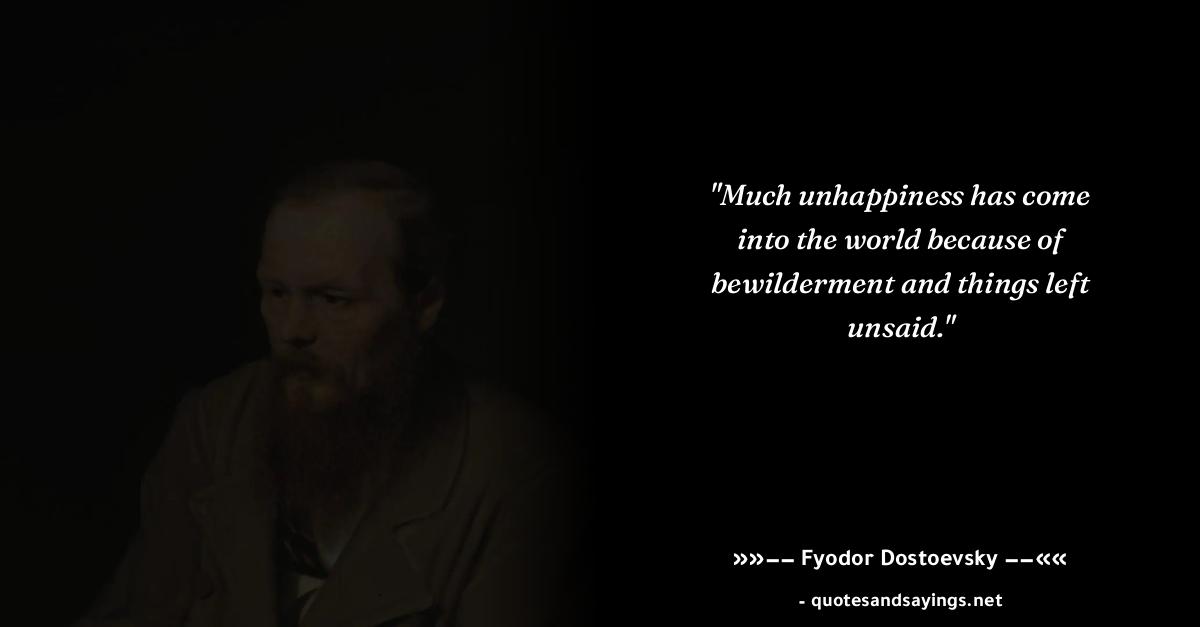 "Much unhappiness has come
into the world because of
bewilderment and things left
unsaid."
»»-- Fyodor Dostoevsky --««
- quotesandsayings.net